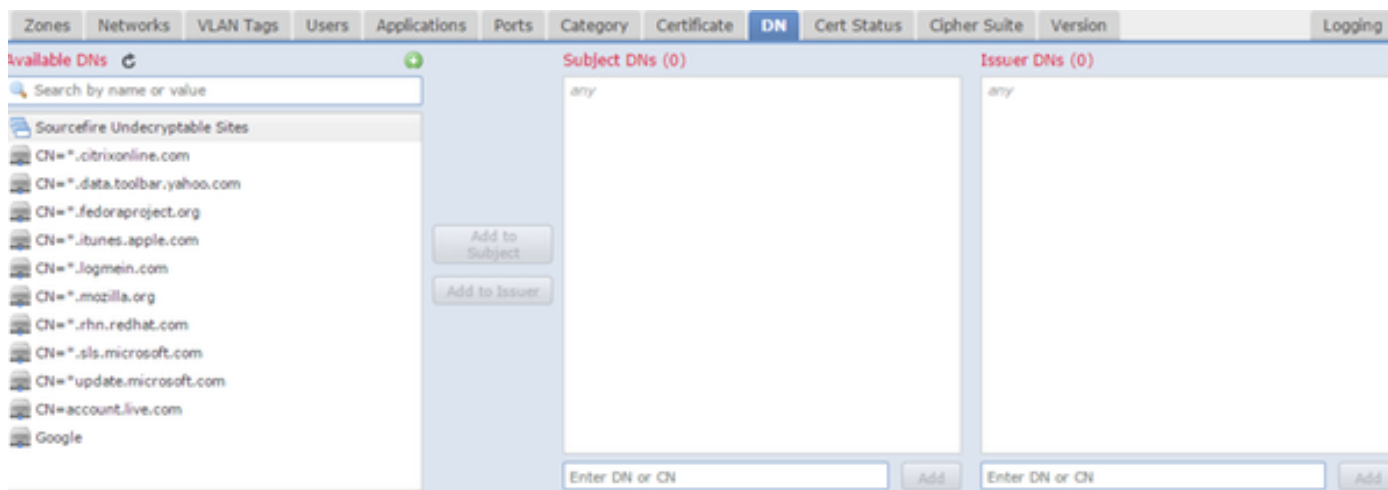 Zones Networks VLAN Tags Users Applications Ports Category Certificate DN Cert Status Cipher Suite Version Logging
Available DNs
Search by name or value
Sourcefire Undecryptable Sites
CN=*.citrixonline.com
CN=*.data.toolbar.yahoo.com
CN=*.fedoraproject.org
CN=*.itunes.apple.com
CN=*.logmein.com
CN=*.mozilla.org
CN=*.rhn.redhat.com
CN=*.sls.microsoft.com
CN=*update.microsoft.com
CN=account.live.com
Google
Add to
Subject
Add to Issuer
Subject DNs (0)
any
Enter DN or CN Add
Issuer DNs (0)
any
Enter DN or CN Add